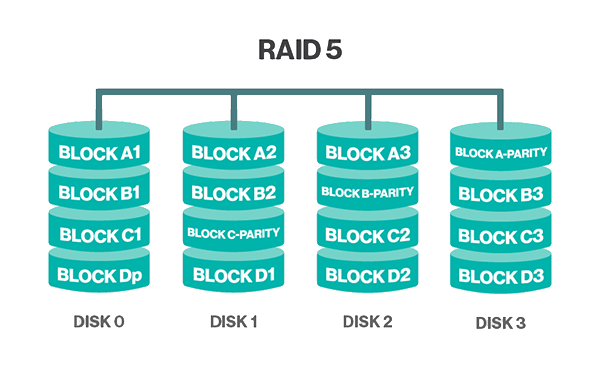 RAID 5
BLOCK A1
BLOCK A2
BLOCK A3
BLOCK A-PARITY
BLOCK B1
BLOCK B2
BLOCK B-PARITY
BLOCK B3
BLOCK C1
BLOCK C-PARITY
BLOCK C2
BLOCK C3
BLOCK Dp
BLOCK D1
BLOCK D2
BLOCK D3
DISK 0
DISK 1
DISK 2
DISK 3